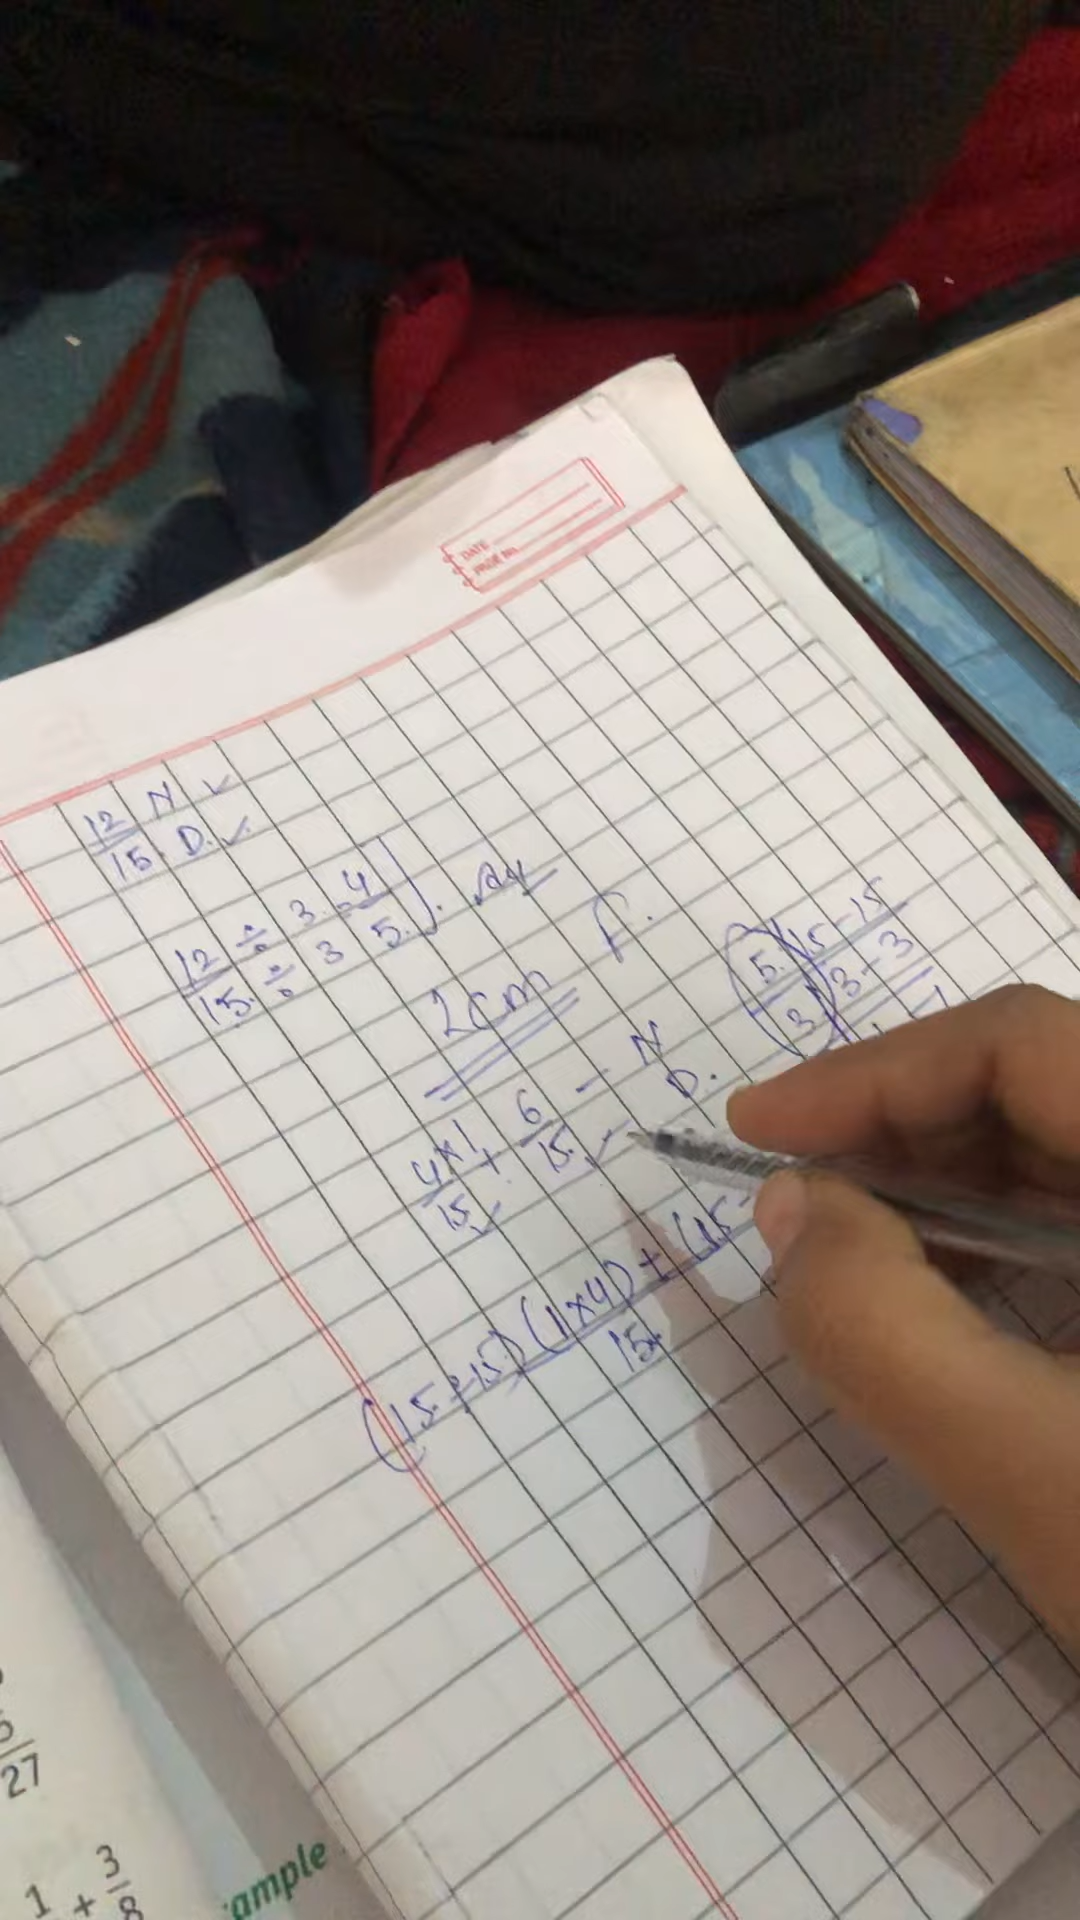 DATE
PAGE NO.
12 N ✓
15. D. ✓
12 ÷ 3 = 4
15. ÷ 3 5.
2cm f.
5. 15 - 15
3 3 - 3
4 ×1 + 6 - N
15 ✓ 15. ✓ D.
(15 ÷ 15) (1×4) + (15 -
15.
27
1 + 3
8
ample